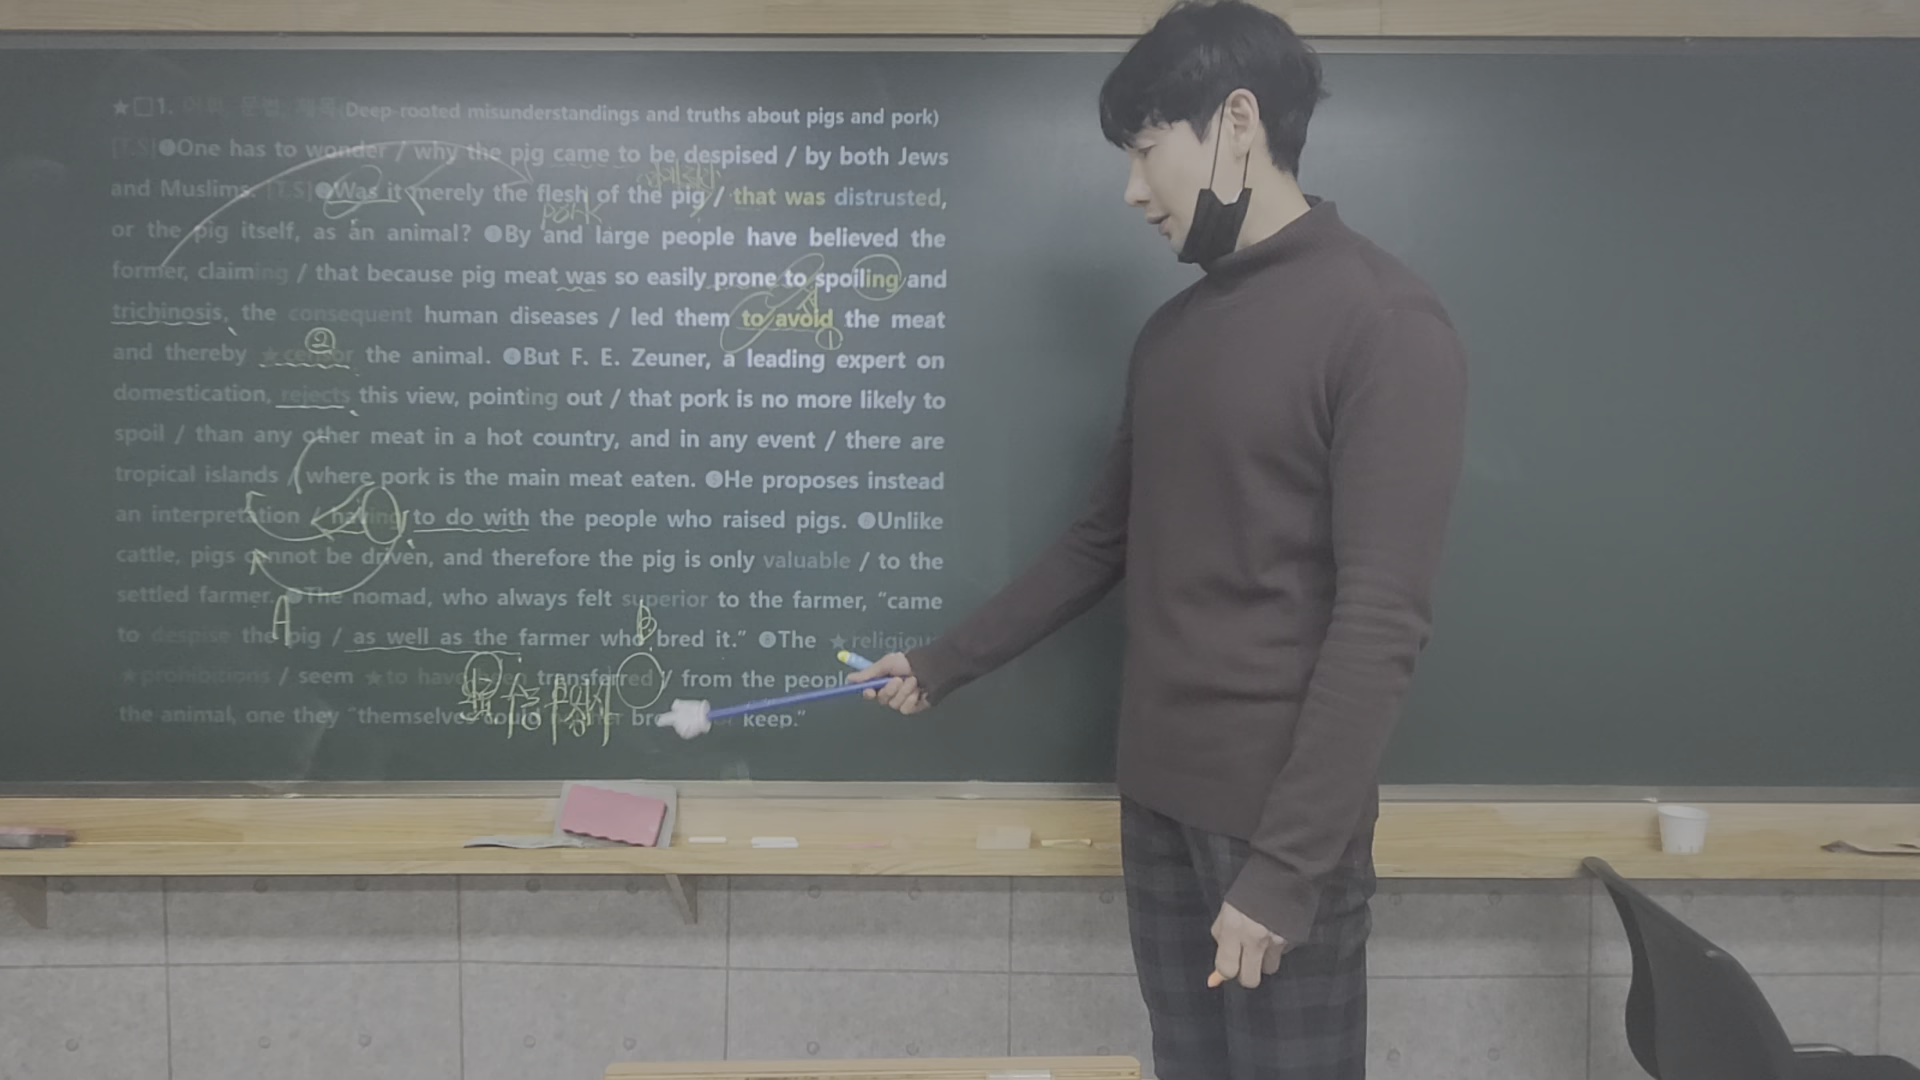 ★□1. 어휘, 문법, 제목(Deep-rooted misunderstandings and truths about pigs and pork)
[T.S]●One has to wonder / why the pig came to be despised / by both Jews
and Muslims. [T.S]●Was it merely the flesh of the pig / that was distrusted,
pork
or the pig itself, as an animal? ●By and large people have believed the
former, claiming / that because pig meat was so easily prone to spoiling and
trichinosis, the consequent human diseases / led them to avoid the meat
① 
②
and thereby ★censor the animal. ●But F. E. Zeuner, a leading expert on
domestication, rejects this view, pointing out / that pork is no more likely to
spoil / than any other meat in a hot country, and in any event / there are
tropical islands / where pork is the main meat eaten. ●He proposes instead
an interpretation / having to do with the people who raised pigs. ●Unlike
cattle, pigs cannot be driven, and therefore the pig is only valuable / to the
settled farmer. ●The nomad, who always felt superior to the farmer, “came
A
B
to despise the pig / as well as the farmer who bred it.” ●The ★religious
★prohibitions / seem ★to have been transferred / from the people
the animal, one they “themselves could neither keep.”